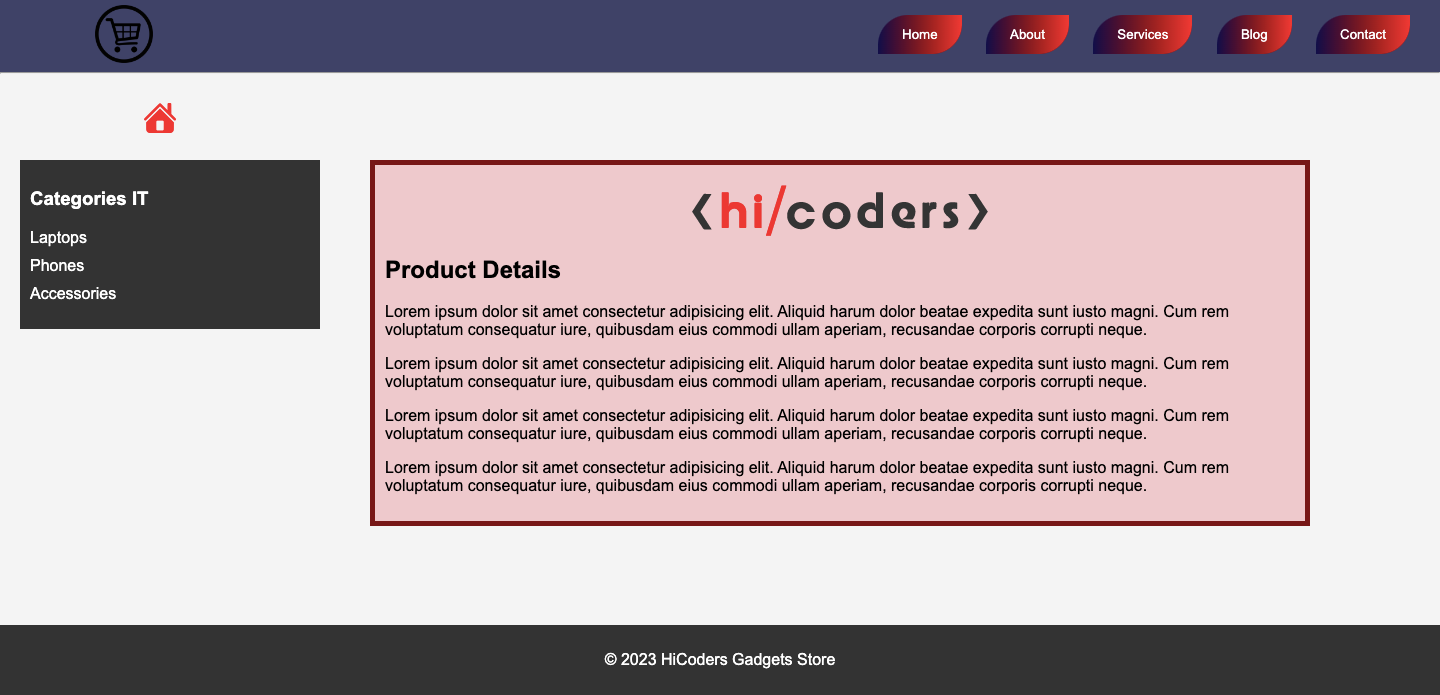 Home
About
Services
Blog
Contact
Categories IT
Laptops
Phones
Accessories
hi/coders
Product Details
Lorem ipsum dolor sit amet consectetur adipisicing elit. Aliquid harum dolor beatae expedita sunt iusto magni. Cum rem
voluptatum consequatur iure, quibusdam eius commodi ullam aperiam, recusandae corporis corrupti neque.
Lorem ipsum dolor sit amet consectetur adipisicing elit. Aliquid harum dolor beatae expedita sunt iusto magni. Cum rem
voluptatum consequatur iure, quibusdam eius commodi ullam aperiam, recusandae corporis corrupti neque.
Lorem ipsum dolor sit amet consectetur adipisicing elit. Aliquid harum dolor beatae expedita sunt iusto magni. Cum rem
voluptatum consequatur iure, quibusdam eius commodi ullam aperiam, recusandae corporis corrupti neque.
Lorem ipsum dolor sit amet consectetur adipisicing elit. Aliquid harum dolor beatae expedita sunt iusto magni. Cum rem
voluptatum consequatur iure, quibusdam eius commodi ullam aperiam, recusandae corporis corrupti neque.
© 2023 HiCoders Gadgets Store